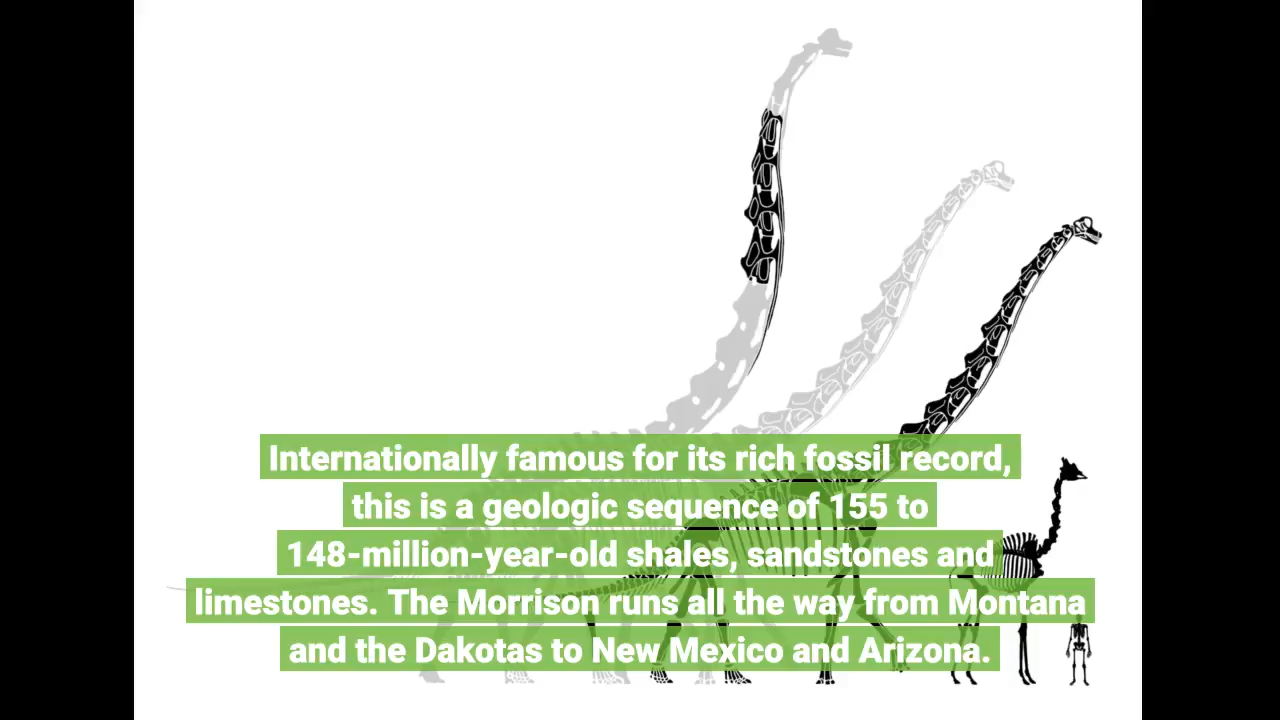 Internationally famous for its rich fossil record,
this is a geologic sequence of 155 to
148-million-year-old shales, sandstones and
limestones. The Morrison runs all the way from Montana
and the Dakotas to New Mexico and Arizona.